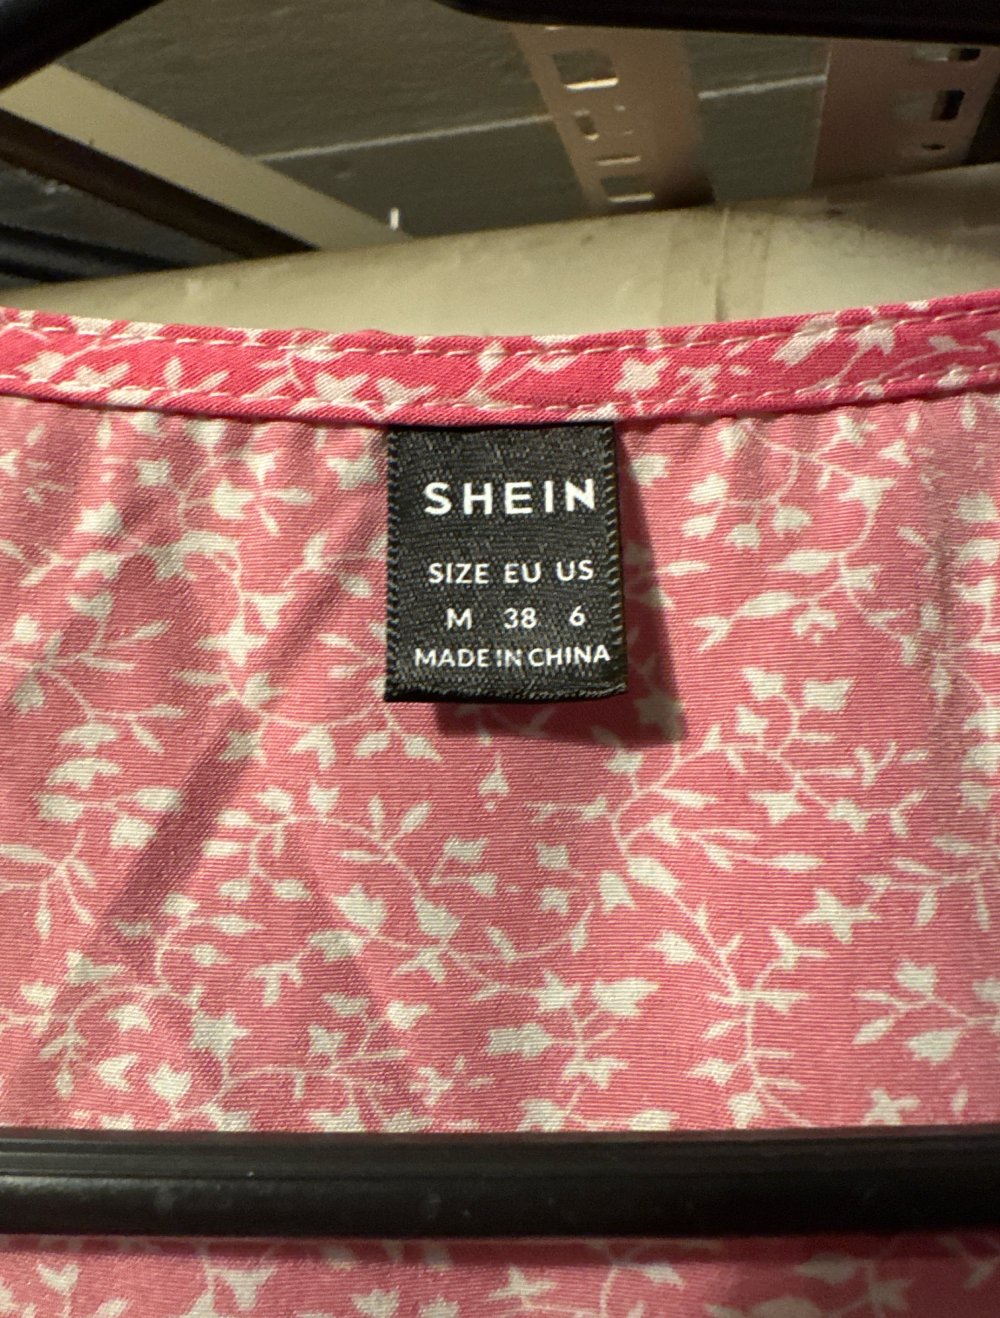 SHEIN
SIZE EU US
M 38 6
MADE IN CHINA